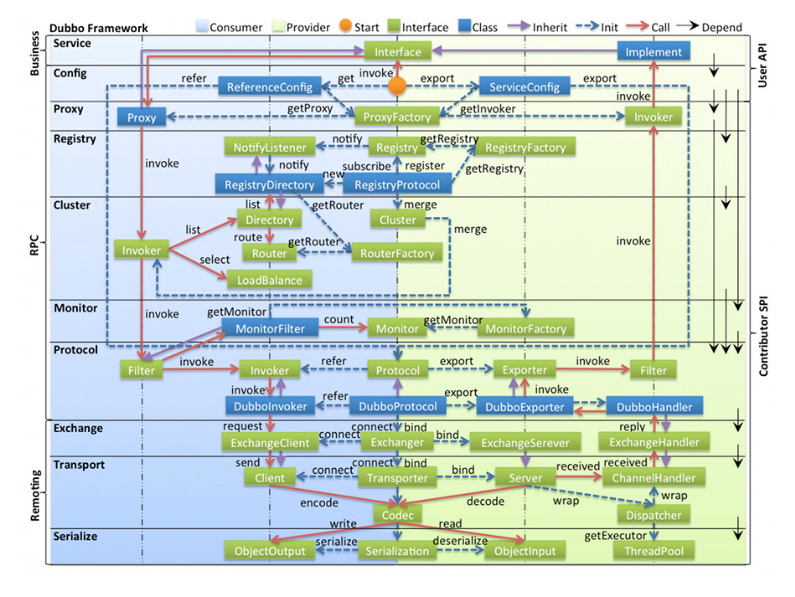 Dubbo Framework
Consumer
Provider
Start
Interface
Class
Inherit
Init
Call
Depend
Business
RPC
Remoting
User API
Contributor SPI
Service
Interface
Implement
Config
refer
ReferenceConfig
get
invoke
export
ServiceConfig
export
Proxy
Proxy
getProxy
ProxyFactory
getInvoker
invoke
Invoker
Registry
NotifyListener
notify
Registry
getRegistry
RegistryFactory
invoke
notify
subscribe
register
getRegistry
RegistryDirectory
new
RegistryProtocol
Cluster
list
getRouter
merge
Directory
Cluster
merge
list
route
getRouter
Invoker
Router
RouterFactory
invoke
select
LoadBalance
Monitor
invoke
getMonitor
MonitorFilter
count
Monitor
getMonitor
MonitorFactory
Protocol
Filter
invoke
Invoker
refer
Protocol
export
Exporter
invoke
Filter
invoke
refer
export
invoke
DubboInvoker
DubboProtocol
DubboExporter
DubboHandler
Exchange
request
connect
bind
reply
ExchangeClient
connect
Exchanger
bind
ExchangeSerever
ExchangeHandler
Transport
send
connect
bind
received
received
Client
connect
Transporter
bind
Server
ChannelHandler
encode
decode
wrap
wrap
Codec
Dispatcher
write
read
getExecutor
Serialize
ObjectOutput
serialize
Serialization
deserialize
ObjectInput
ThreadPool